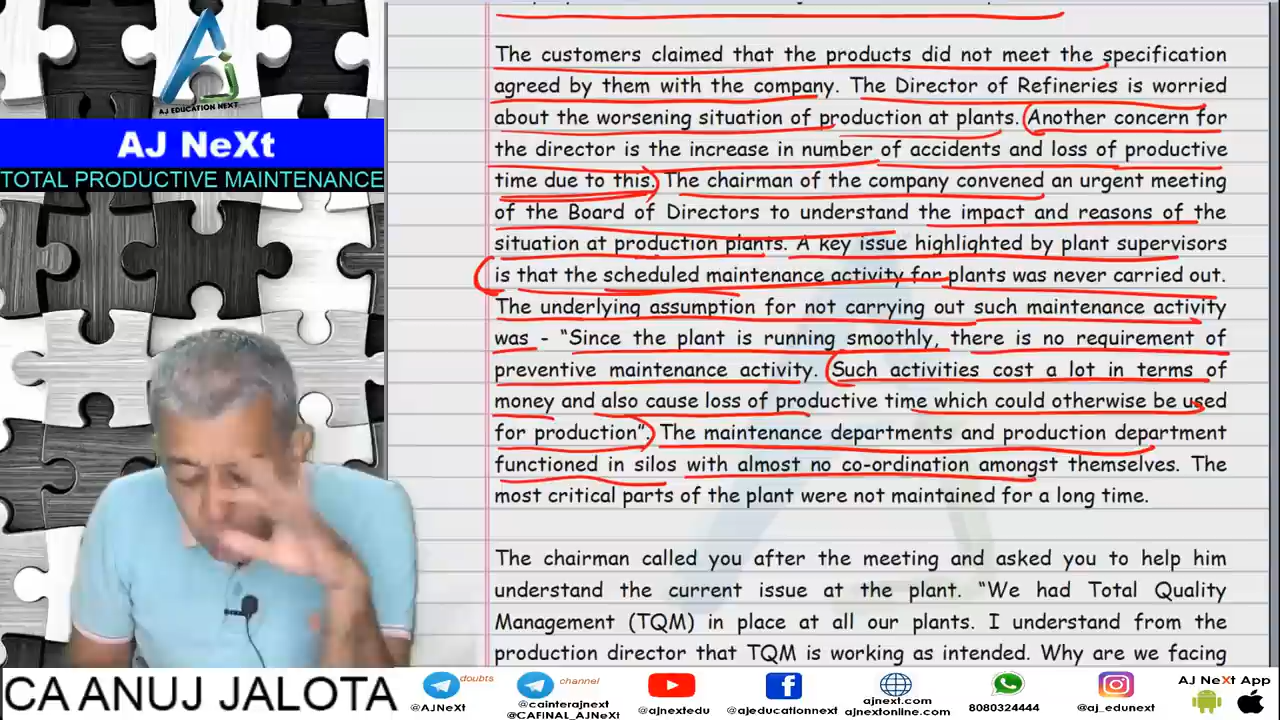 AJ EDUCATION NEXT
AJ NeXt
TOTAL PRODUCTIVE MAINTENANCE
The customers claimed that the products did not meet the specification
agreed by them with the company. The Director of Refineries is worried
about the worsening situation of production at plants. Another concern for
the director is the increase in number of accidents and loss of productive
time due to this. The chairman of the company convened an urgent meeting
of the Board of Directors to understand the impact and reasons of the
situation at production plants. A key issue highlighted by plant supervisors
is that the scheduled maintenance activity for plants was never carried out.
The underlying assumption for not carrying out such maintenance activity
was - “Since the plant is running smoothly, there is no requirement of
preventive maintenance activity. Such activities cost a lot in terms of
money and also cause loss of productive time which could otherwise be used
for production”. The maintenance departments and production department
functioned in silos with almost no co-ordination amongst themselves. The
most critical parts of the plant were not maintained for a long time.
The chairman called you after the meeting and asked you to help him
understand the current issue at the plant. “We had Total Quality
Management (TQM) in place at all our plants. I understand from the
production director that TQM is working as intended. Why are we facing
CA ANUJ JALOTA
doubts
@AJNeXt
channel
@cainterajnext
@CAFINAL_AJNeXt
@ajnextedu
@ajeducationnext
ajnext.com
ajnextonline.com
8080324444
@aj_edunext
AJ NeXt App